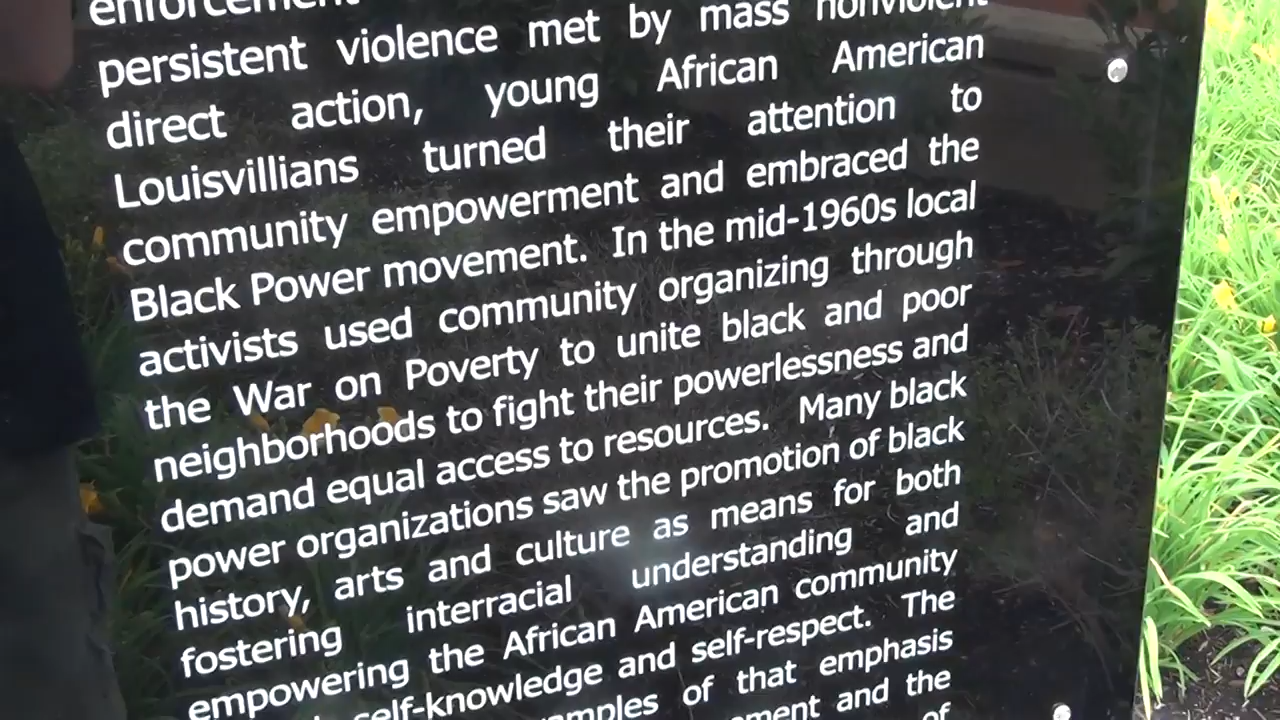 enforcement
persistent violence met by mass nonviolent
direct action, young African American
Louisvillians turned their attention to
community empowerment and embraced the
Black Power movement. In the mid-1960s local
activists used community organizing through
the War on Poverty to unite black and poor
neighborhoods to fight their powerlessness and
demand equal access to resources. Many black
power organizations saw the promotion of black
history, arts and culture as means for both
fostering interracial understanding and
empowering the African American community
self-knowledge and self-respect. The
of that emphasis
and the
of